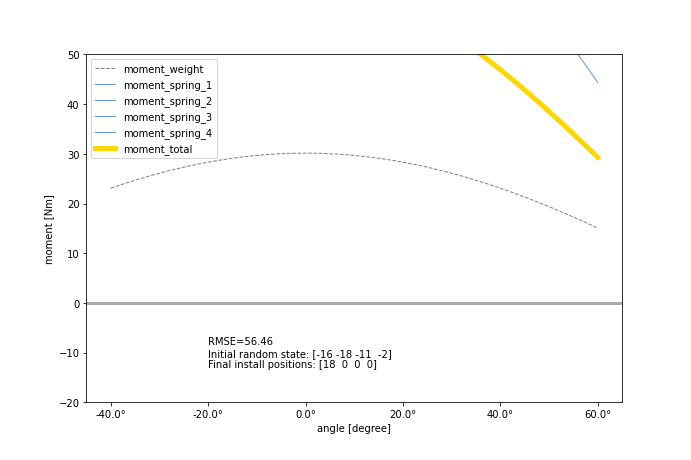 50
40
30
20
10
0
−10
−20
moment [Nm]
moment_weight
moment_spring_1
moment_spring_2
moment_spring_3
moment_spring_4
moment_total
RMSE=56.46
Initial random state: [-16 -18 -11  -2]
Final install positions: [18  0  0  0]
-40.0° -20.0° 0.0° 20.0° 40.0° 60.0°
angle [degree]